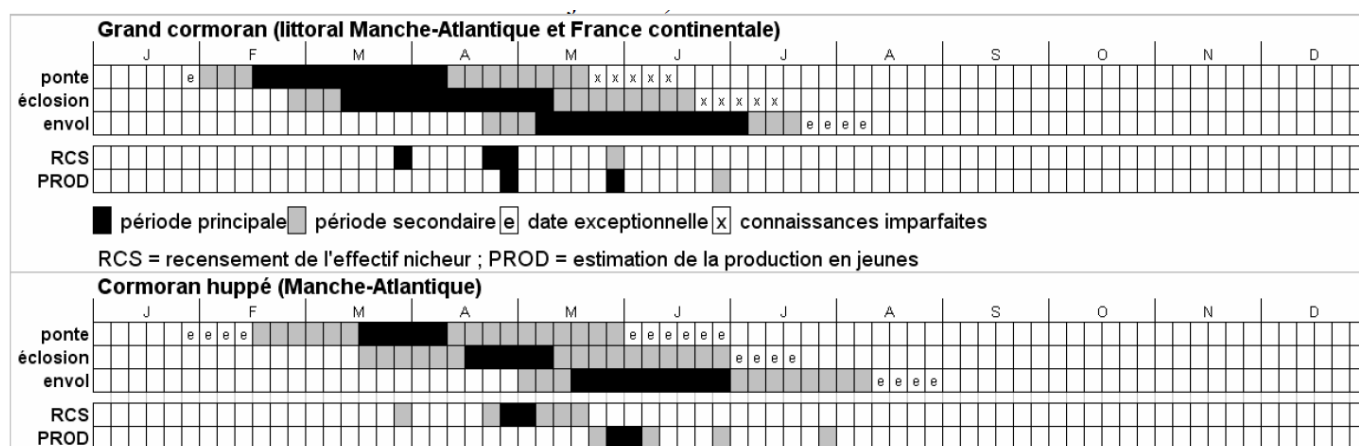 Grand cormoran (littoral Manche-Atlantique et France continentale)
J F M A M J J A S O N D
ponte e x x x x x
éclosion x x x x x
envol e e e e
RCS
PROD
période principale période secondaire e date exceptionnelle x connaissances imparfaites
RCS = recensement de l'effectif nicheur ; PROD = estimation de la production en jeunes
Cormoran huppé (Manche-Atlantique)
J F M A M J J A S O N D
ponte e e e e e e e e e e
éclosion e e e e
envol e e e e
RCS
PROD